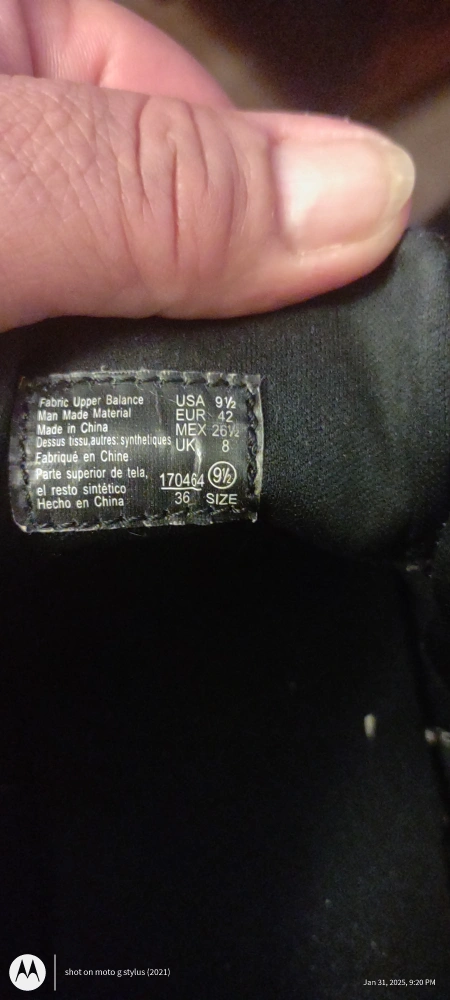 Fabric Upper Balance
Man Made Material
Made in China
Dessus tissu,autres: synthetiques
Fabriqué en Chine
Parte superior de tela,
el resto sintético
Hecho en China
USA 9½
EUR 42
MEX 26½
UK 8
170464
36
9½
SIZE
shot on moto g stylus (2021)
Jan 31, 2025, 9:20 PM